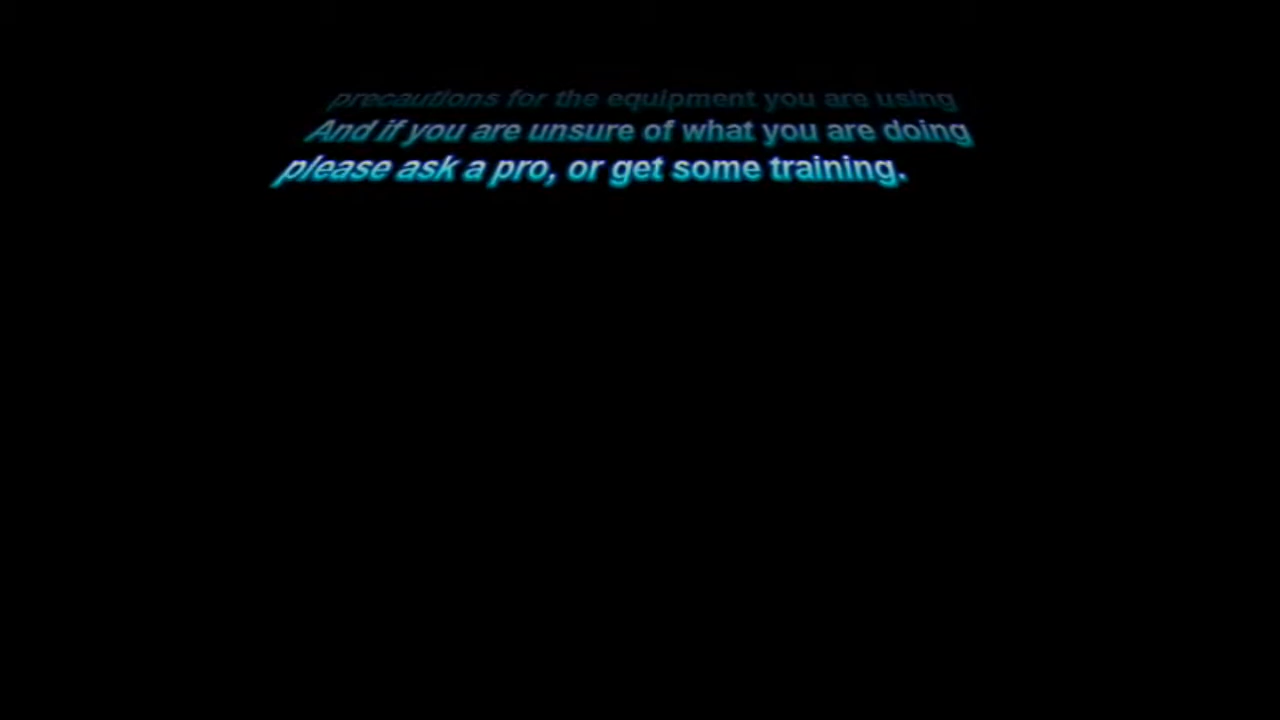 precautions for the equipment you are using
And if you are unsure of what you are doing
please ask a pro, or get some training.